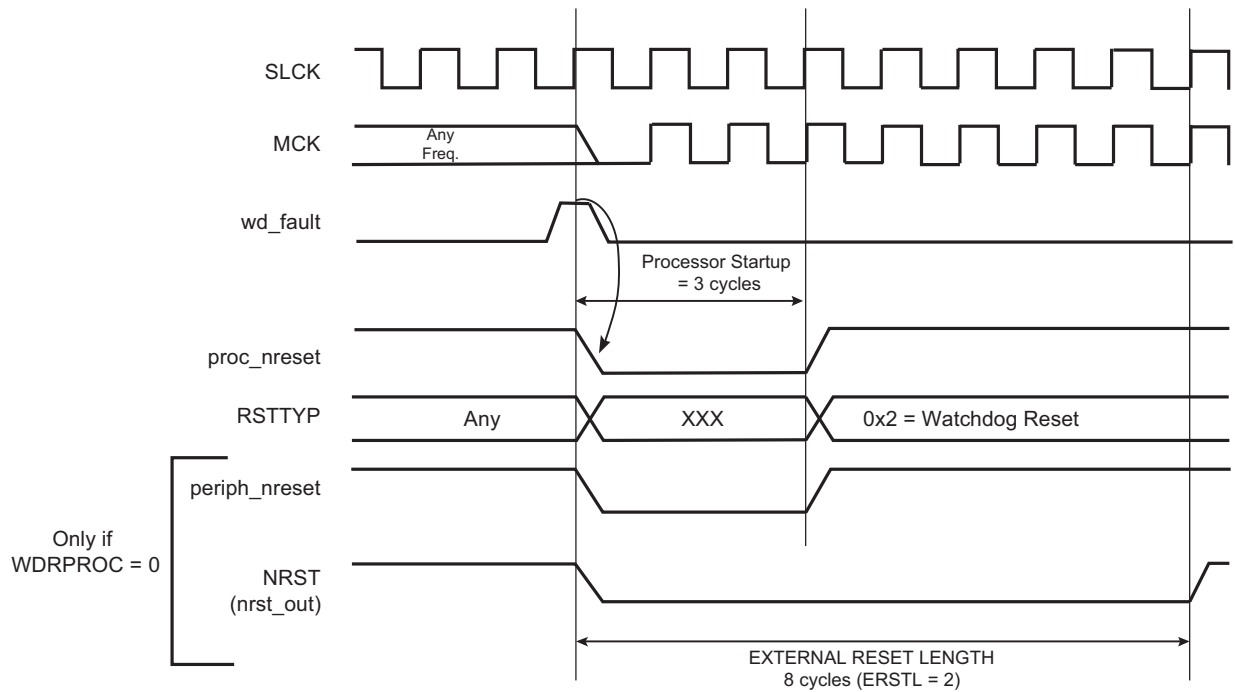 SLCK
MCK
Any
Freq.
wd_fault
Processor Startup
= 3 cycles
proc_nreset
RSTTYP
Any
XXX
0x2 = Watchdog Reset
periph_nreset
Only if
WDRPROC = 0
NRST
(nrst_out)
EXTERNAL RESET LENGTH
8 cycles (ERSTL = 2)